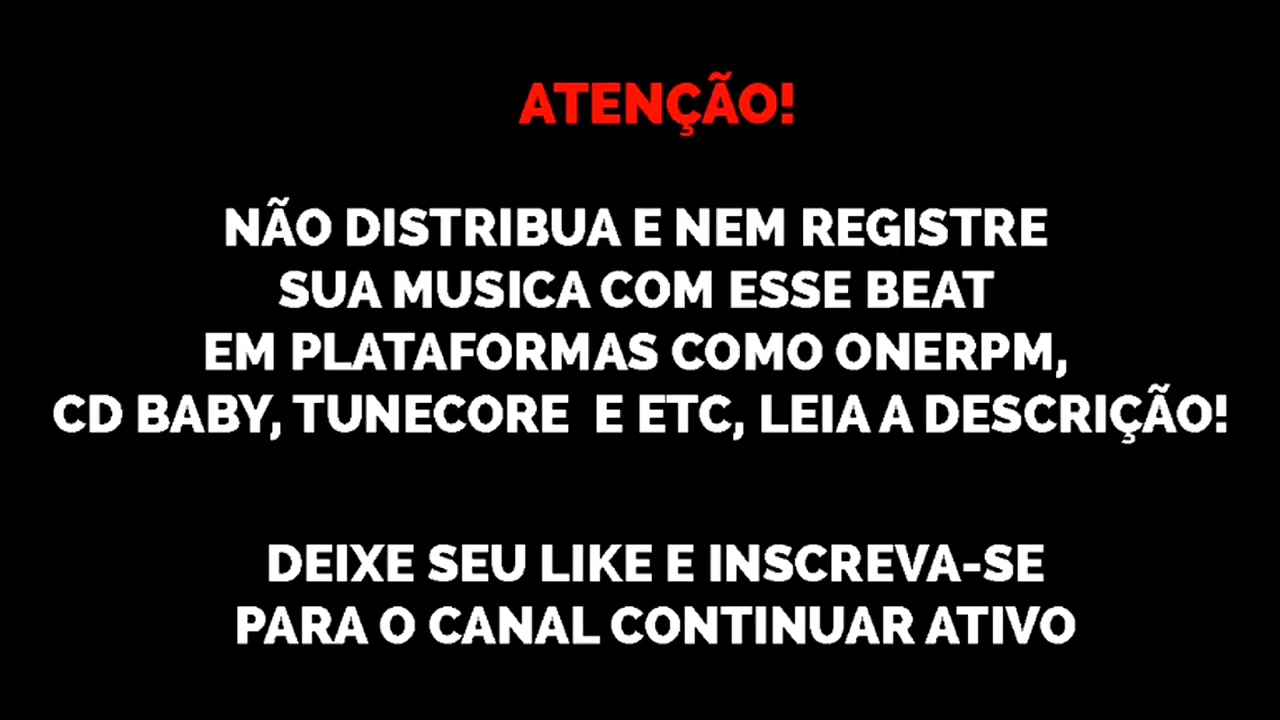 ATENÇÃO!
NÃO DISTRIBUA E NEM REGISTRE
SUA MUSICA COM ESSE BEAT
EM PLATAFORMAS COMO ONERPM,
CD BABY, TUNECORE E ETC, LEIA A DESCRIÇÃO!
DEIXE SEU LIKE E INSCREVA-SE
PARA O CANAL CONTINUAR ATIVO